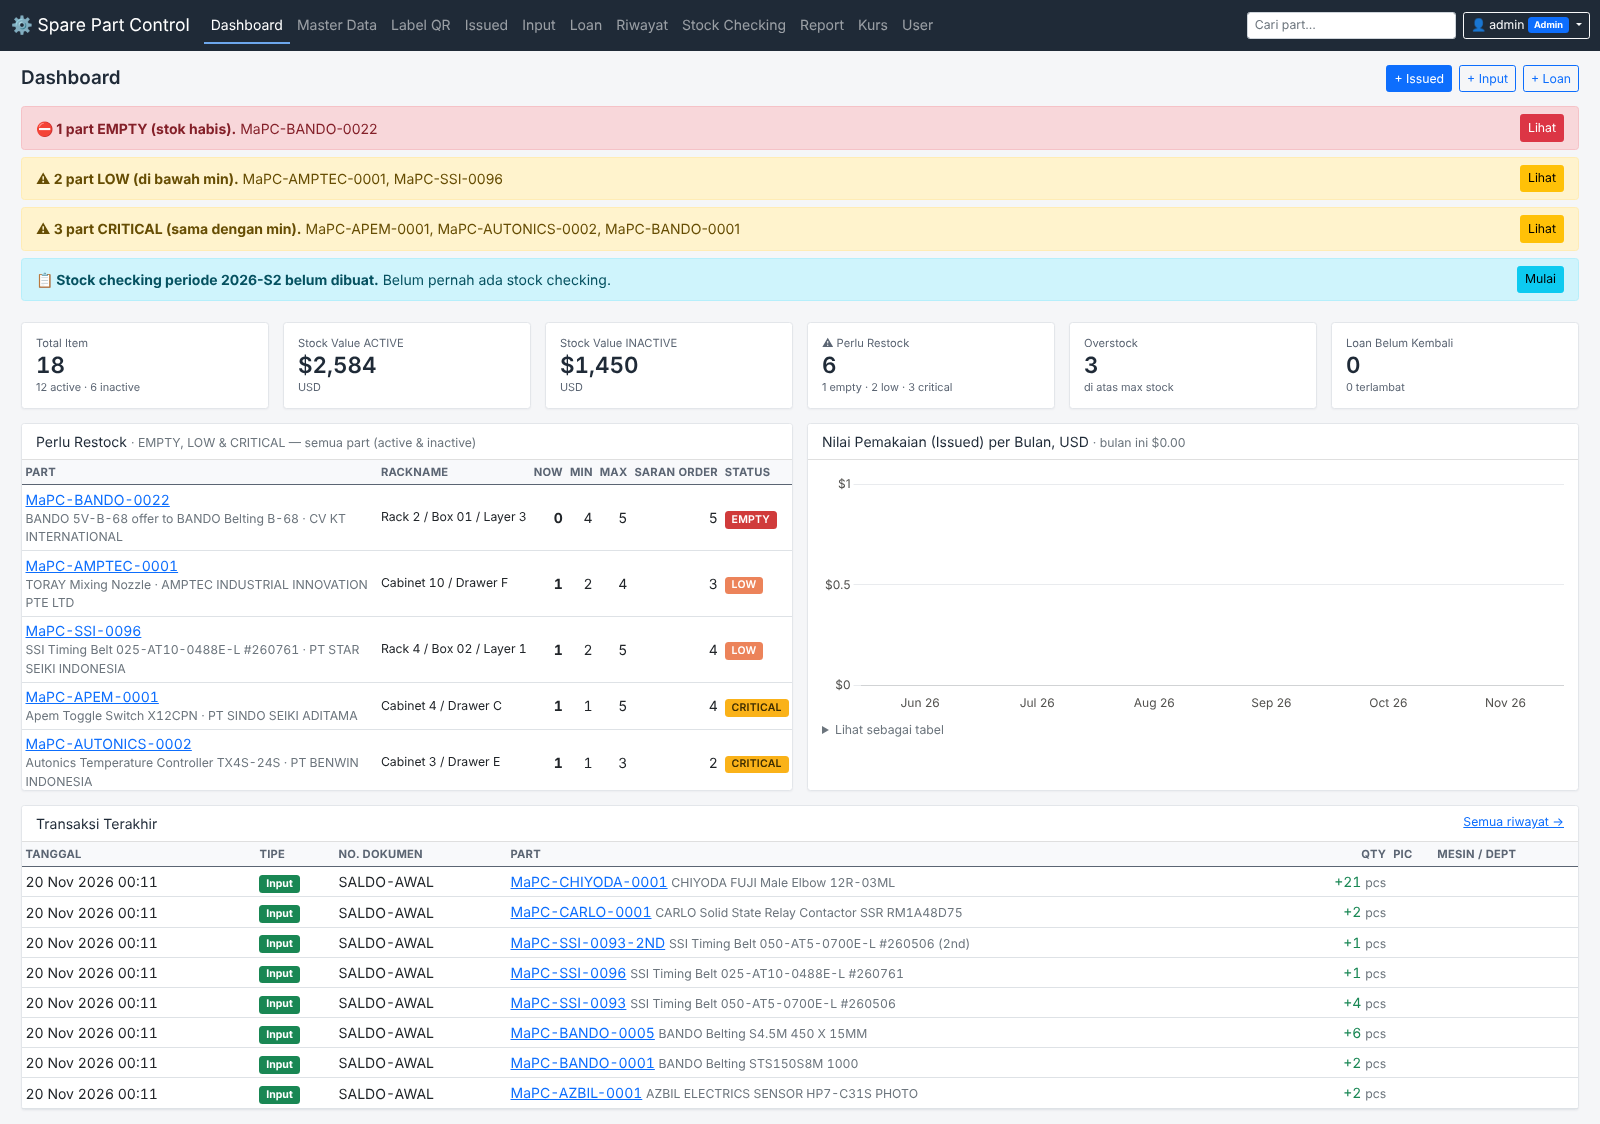 Spare Part Control Dashboard Master Data Label QR Issued Input Loan Riwayat Stock Checking Report Kurs User Cari part... admin Admin
Dashboard + Issued + Input + Loan
1 part EMPTY (stok habis). MaPC-BANDO-0022 Lihat
2 part LOW (di bawah min). MaPC-AMPTEC-0001, MaPC-SSI-0096 Lihat
3 part CRITICAL (sama dengan min). MaPC-APEM-0001, MaPC-AUTONICS-0002, MaPC-BANDO-0001 Lihat
Stock checking periode 2026-S2 belum dibuat. Belum pernah ada stock checking. Mulai
Total Item
18
12 active · 6 inactive
Stock Value ACTIVE
$2,584
USD
Stock Value INACTIVE
$1,450
USD
Perlu Restock
6
1 empty · 2 low · 3 critical
Overstock
3
di atas max stock
Loan Belum Kembali
0
0 terlambat
Perlu Restock · EMPTY, LOW & CRITICAL — semua part (active & inactive)
PART RACKNAME NOW MIN MAX SARAN ORDER STATUS
MaPC-BANDO-0022
BANDO 5V-B-68 offer to BANDO Belting B-68 · CV KT
INTERNATIONAL
Rack 2 / Box 01 / Layer 3 0 4 5 5 EMPTY
MaPC-AMPTEC-0001
TORAY Mixing Nozzle · AMPTEC INDUSTRIAL INNOVATION
PTE LTD
Cabinet 10 / Drawer F 1 2 4 3 LOW
MaPC-SSI-0096
SSI Timing Belt 025-AT10-0488E-L #260761 · PT STAR
SEIKI INDONESIA
Rack 4 / Box 02 / Layer 1 1 2 5 4 LOW
MaPC-APEM-0001
Apem Toggle Switch X12CPN · PT SINDO SEIKI ADITAMA
Cabinet 4 / Drawer C 1 1 5 4 CRITICAL
MaPC-AUTONICS-0002
Autonics Temperature Controller TX4S-24S · PT BENWIN
INDONESIA
Cabinet 3 / Drawer E 1 1 3 2 CRITICAL
Nilai Pemakaian (Issued) per Bulan, USD · bulan ini $0.00
$1
$0.5
$0
Jun 26 Jul 26 Aug 26 Sep 26 Oct 26 Nov 26
Lihat sebagai tabel
Transaksi Terakhir Semua riwayat →
TANGGAL TIPE NO. DOKUMEN PART QTY PIC MESIN / DEPT
20 Nov 2026 00:11 Input SALDO-AWAL MaPC-CHIYODA-0001 CHIYODA FUJI Male Elbow 12R-03ML +21 pcs
20 Nov 2026 00:11 Input SALDO-AWAL MaPC-CARLO-0001 CARLO Solid State Relay Contactor SSR RM1A48D75 +2 pcs
20 Nov 2026 00:11 Input SALDO-AWAL MaPC-SSI-0093-2ND SSI Timing Belt 050-AT5-0700E-L #260506 (2nd) +1 pcs
20 Nov 2026 00:11 Input SALDO-AWAL MaPC-SSI-0096 SSI Timing Belt 025-AT10-0488E-L #260761 +1 pcs
20 Nov 2026 00:11 Input SALDO-AWAL MaPC-SSI-0093 SSI Timing Belt 050-AT5-0700E-L #260506 +4 pcs
20 Nov 2026 00:11 Input SALDO-AWAL MaPC-BANDO-0005 BANDO Belting S4.5M 450 X 15MM +6 pcs
20 Nov 2026 00:11 Input SALDO-AWAL MaPC-BANDO-0001 BANDO Belting STS150S8M 1000 +2 pcs
20 Nov 2026 00:11 Input SALDO-AWAL MaPC-AZBIL-0001 AZBIL ELECTRICS SENSOR HP7-C31S PHOTO +2 pcs